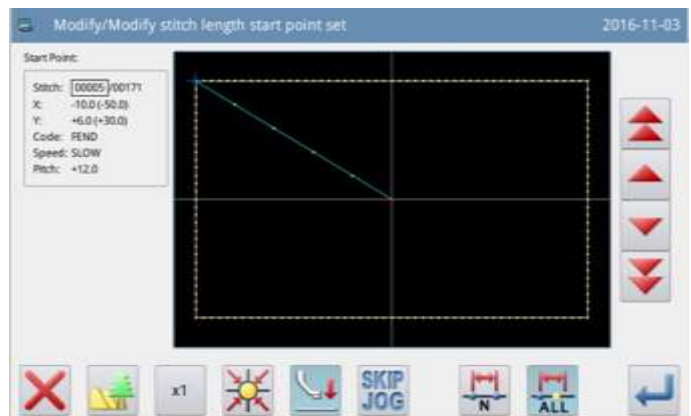 Modify/Modify stitch length start point set
2016-11-03
Start Point:
Stitch: 00005/00171
X: -10.0 (-50.0)
Y: +6.0 (+30.0)
Code: FEND
Speed: SLOW
Pitch: +12.0
x1
SKIP
JOG
N
ALL